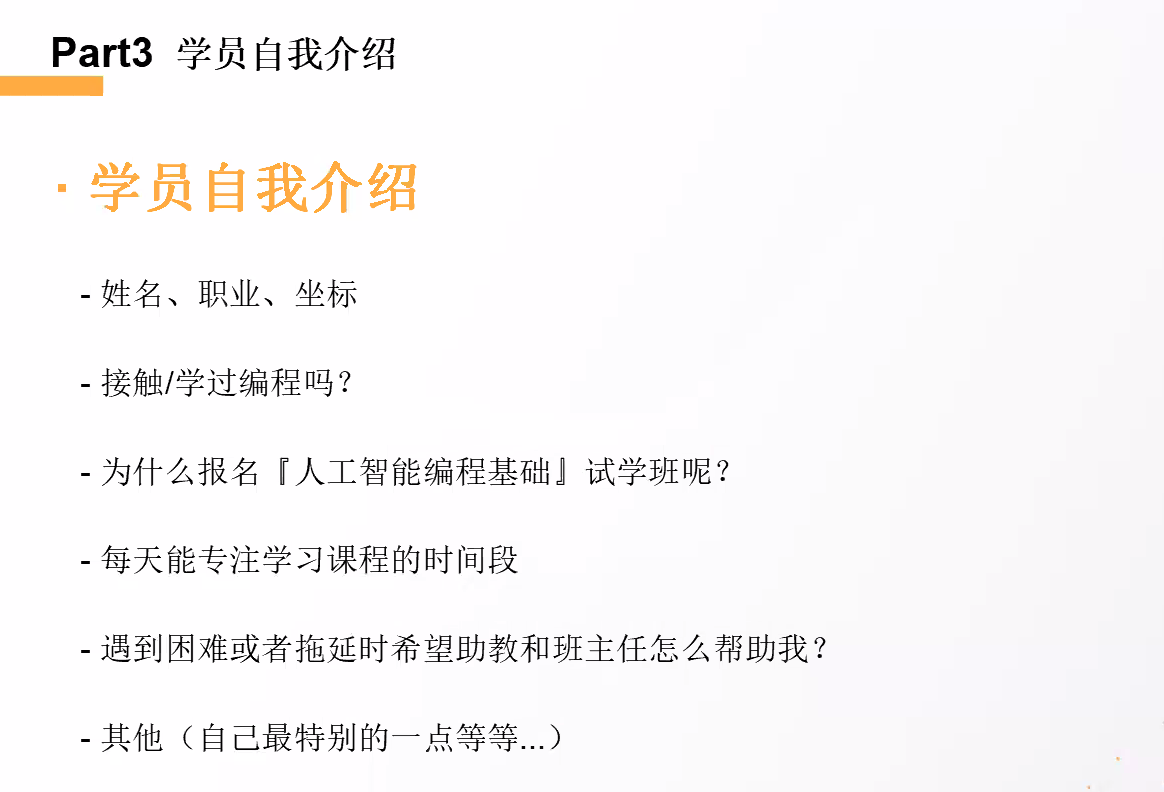 Part3 学员自我介绍
· 学员自我介绍
- 姓名、职业、坐标
- 接触/学过编程吗？
- 为什么报名『人工智能编程基础』试学班呢？
- 每天能专注学习课程的时间段
- 遇到困难或者拖延时希望助教和班主任怎么帮助我？
- 其他（自己最特别的一点等等...）